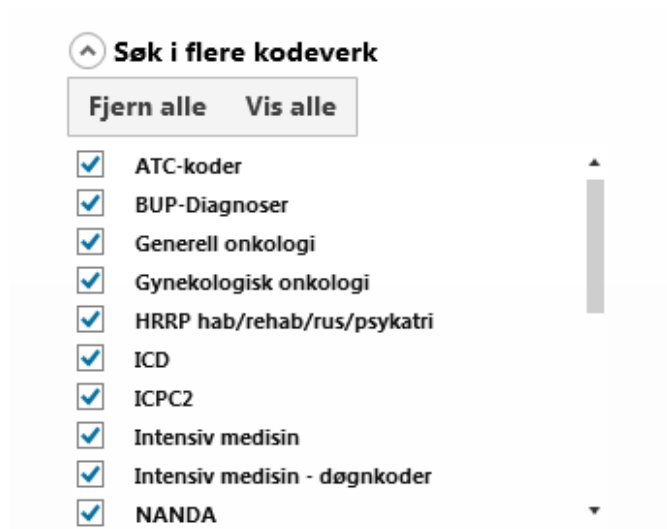 Søk i flere kodeverk
Fjern alle Vis alle
ATC-koder
BUP-Diagnoser
Generell onkologi
Gynekologisk onkologi
HRRP hab/rehab/rus/psykatri
ICD
ICPC2
Intensiv medisin
Intensiv medisin - døgnkoder
NANDA